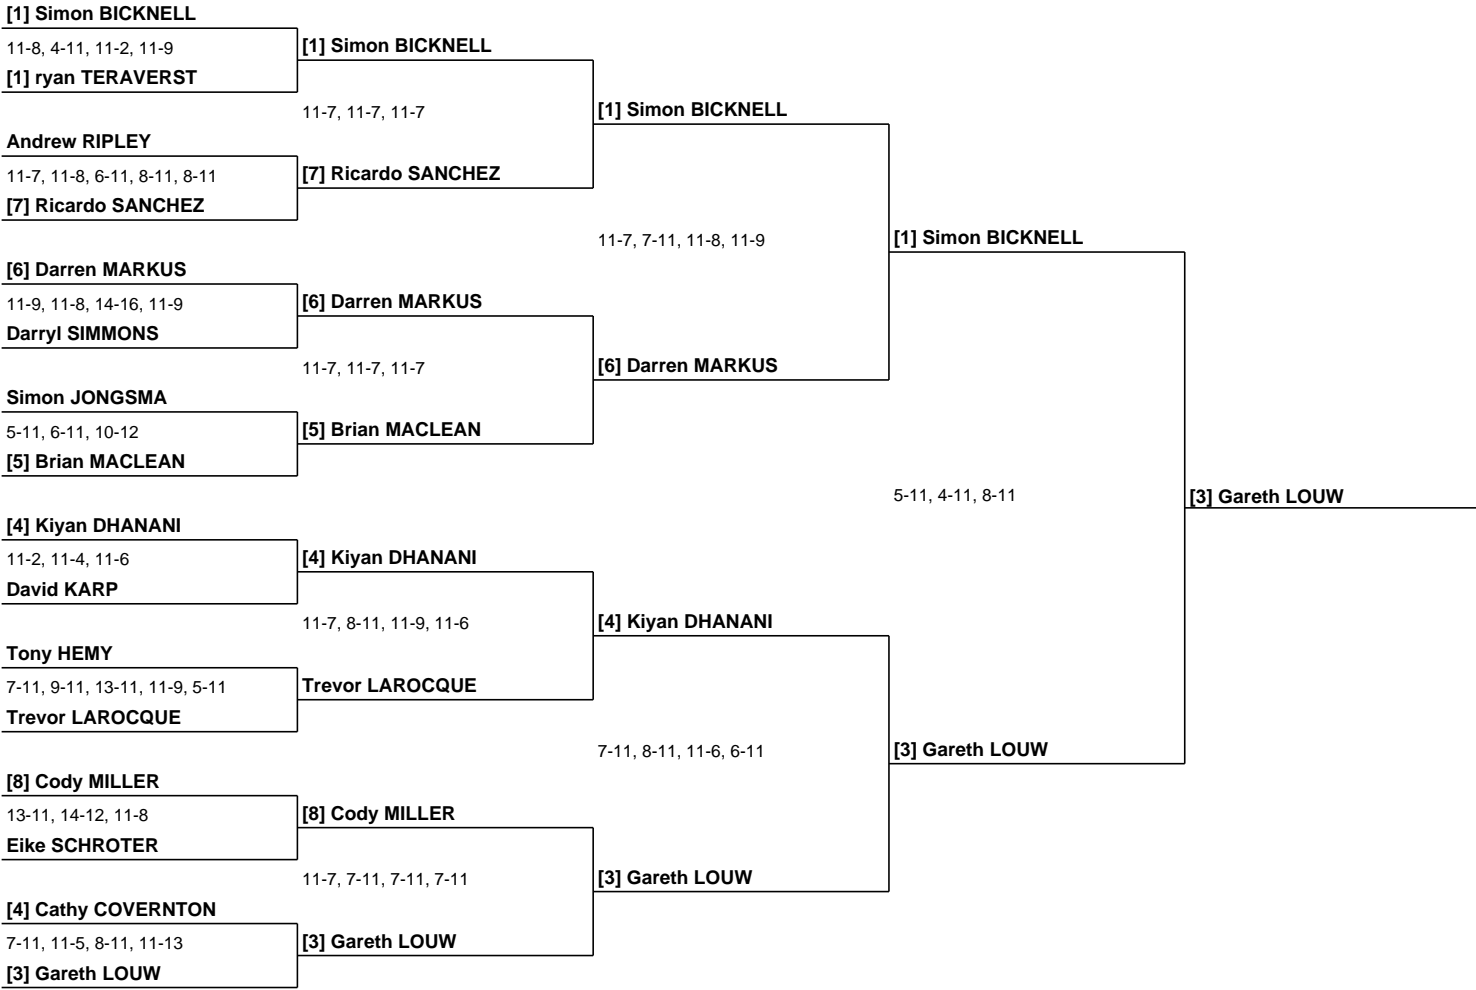 [1] Simon BICKNELL
11-8, 4-11, 11-2, 11-9
[1] ryan TERAVERST
Andrew RIPLEY
11-7, 11-8, 6-11, 8-11, 8-11
[7] Ricardo SANCHEZ
[6] Darren MARKUS
11-9, 11-8, 14-16, 11-9
Darryl SIMMONS
Simon JONGSMA
5-11, 6-11, 10-12
[5] Brian MACLEAN
[4] Kiyan DHANANI
11-2, 11-4, 11-6
David KARP
Tony HEMY
7-11, 9-11, 13-11, 11-9, 5-11
Trevor LAROCQUE
[8] Cody MILLER
13-11, 14-12, 11-8
Eike SCHROTER
[4] Cathy COVERNTON
7-11, 11-5, 8-11, 11-13
[3] Gareth LOUW
[1] Simon BICKNELL
11-7, 11-7, 11-7
[7] Ricardo SANCHEZ
[6] Darren MARKUS
11-7, 11-7, 11-7
[5] Brian MACLEAN
[4] Kiyan DHANANI
11-7, 8-11, 11-9, 11-6
Trevor LAROCQUE
[8] Cody MILLER
11-7, 7-11, 7-11, 7-11
[3] Gareth LOUW
[1] Simon BICKNELL
11-7, 7-11, 11-8, 11-9
[6] Darren MARKUS
[4] Kiyan DHANANI
7-11, 8-11, 11-6, 6-11
[3] Gareth LOUW
[1] Simon BICKNELL
5-11, 4-11, 8-11
[3] Gareth LOUW
[3] Gareth LOUW